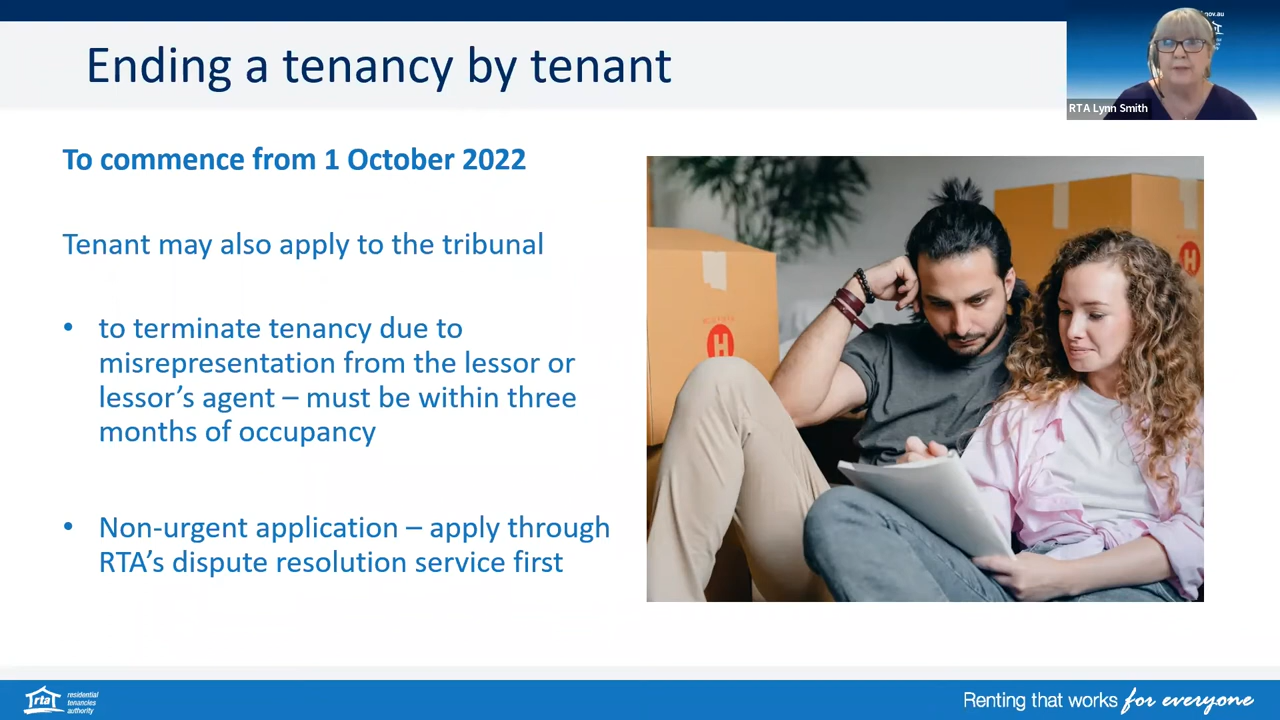 Ending a tenancy by tenant
gov.au
RTA Lynn Smith
To commence from 1 October 2022
Tenant may also apply to the tribunal
• to terminate tenancy due to
misrepresentation from the lessor or
lessor's agent – must be within three
months of occupancy
• Non-urgent application – apply through
RTA's dispute resolution service first
H
H
rta
residential
tenancies
authority
Renting that works for everyone